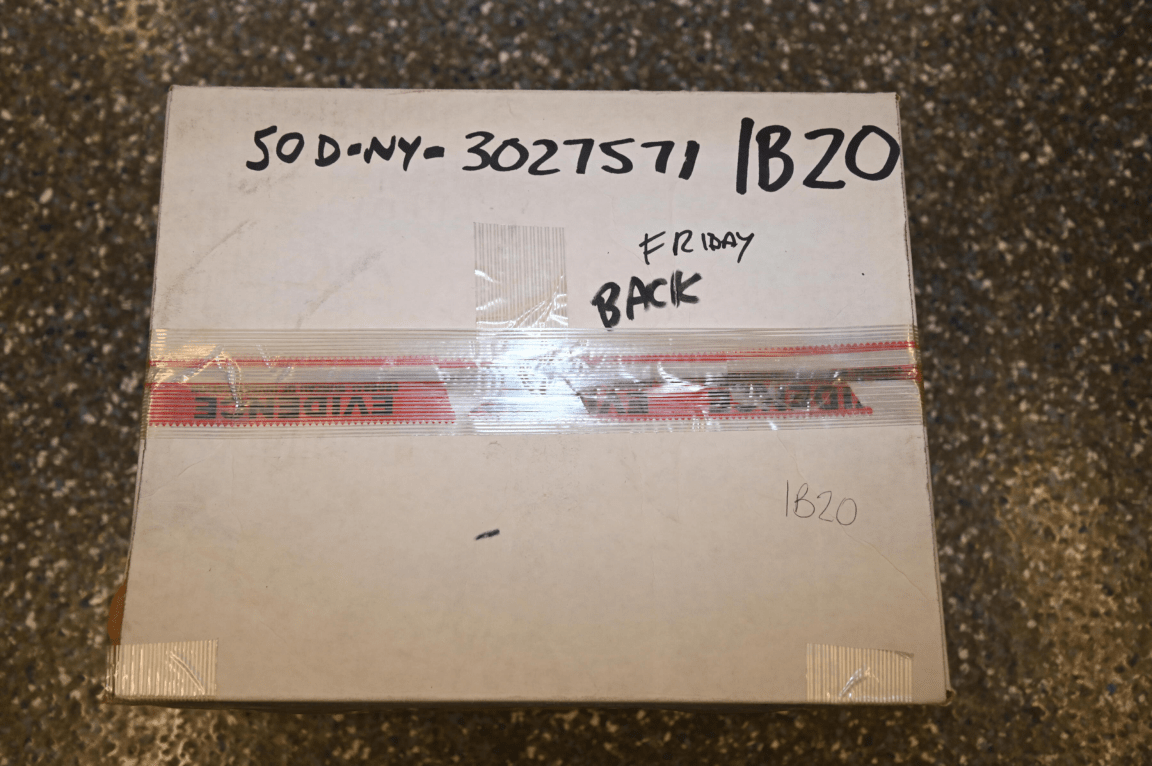 50D-NY-3027571 1B20
FRIDAY
BACK
EVIDENCE
1B20